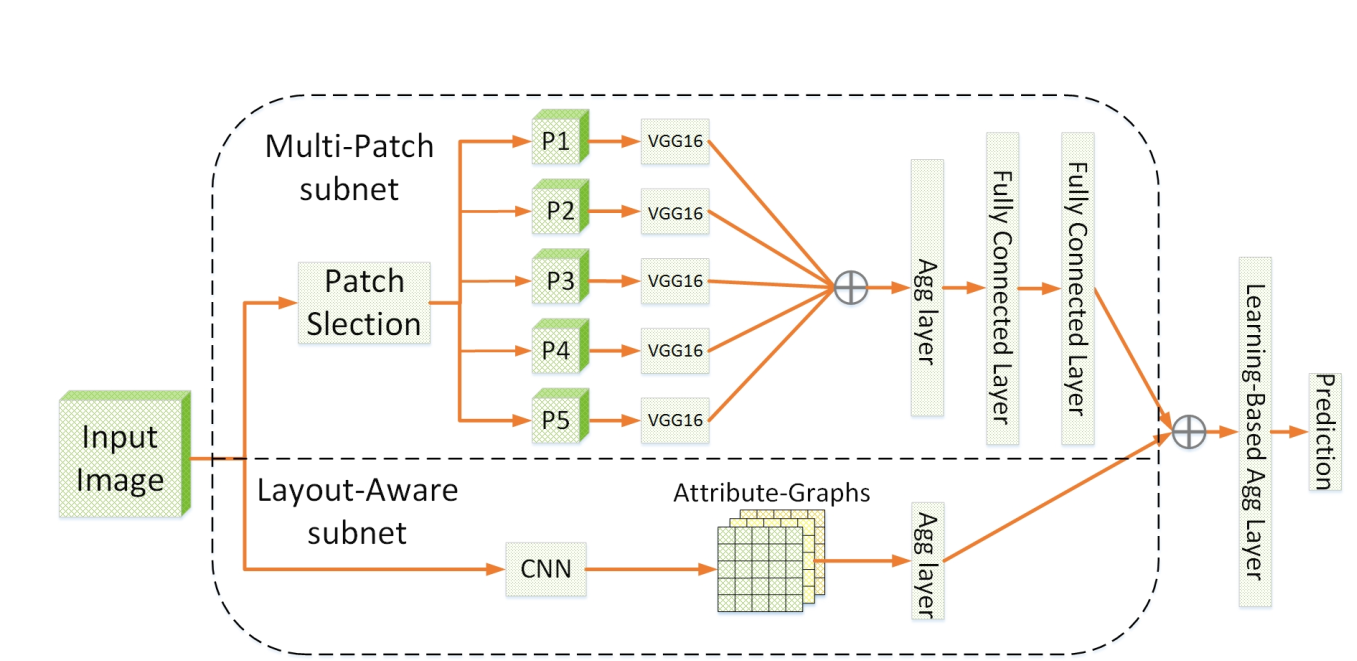 Multi-Patch
subnet
Patch
Slection
P1
VGG16
P2
VGG16
P3
VGG16
P4
VGG16
P5
VGG16
Agg layer
Fully Connected Layer
Fully Connected Layer
Input
Image
Layout-Aware
subnet
CNN
Attribute-Graphs
Agg layer
Learning-Based Agg Layer
Prediction